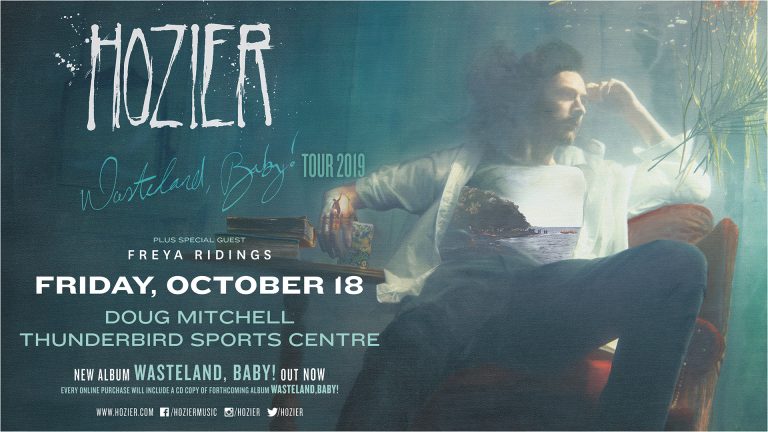 HOZIER
Wasteland, Baby! TOUR 2019
PLUS SPECIAL GUEST
FREYA RIDINGS
FRIDAY, OCTOBER 18
DOUG MITCHELL
THUNDERBIRD SPORTS CENTRE
NEW ALBUM WASTELAND, BABY! OUT NOW
EVERY ONLINE PURCHASE WILL INCLUDE A CD COPY OF FORTHCOMING ALBUM WASTELAND,BABY!
WWW.HOZIER.COM /HOZIERMUSIC /HOZIER /HOZIER